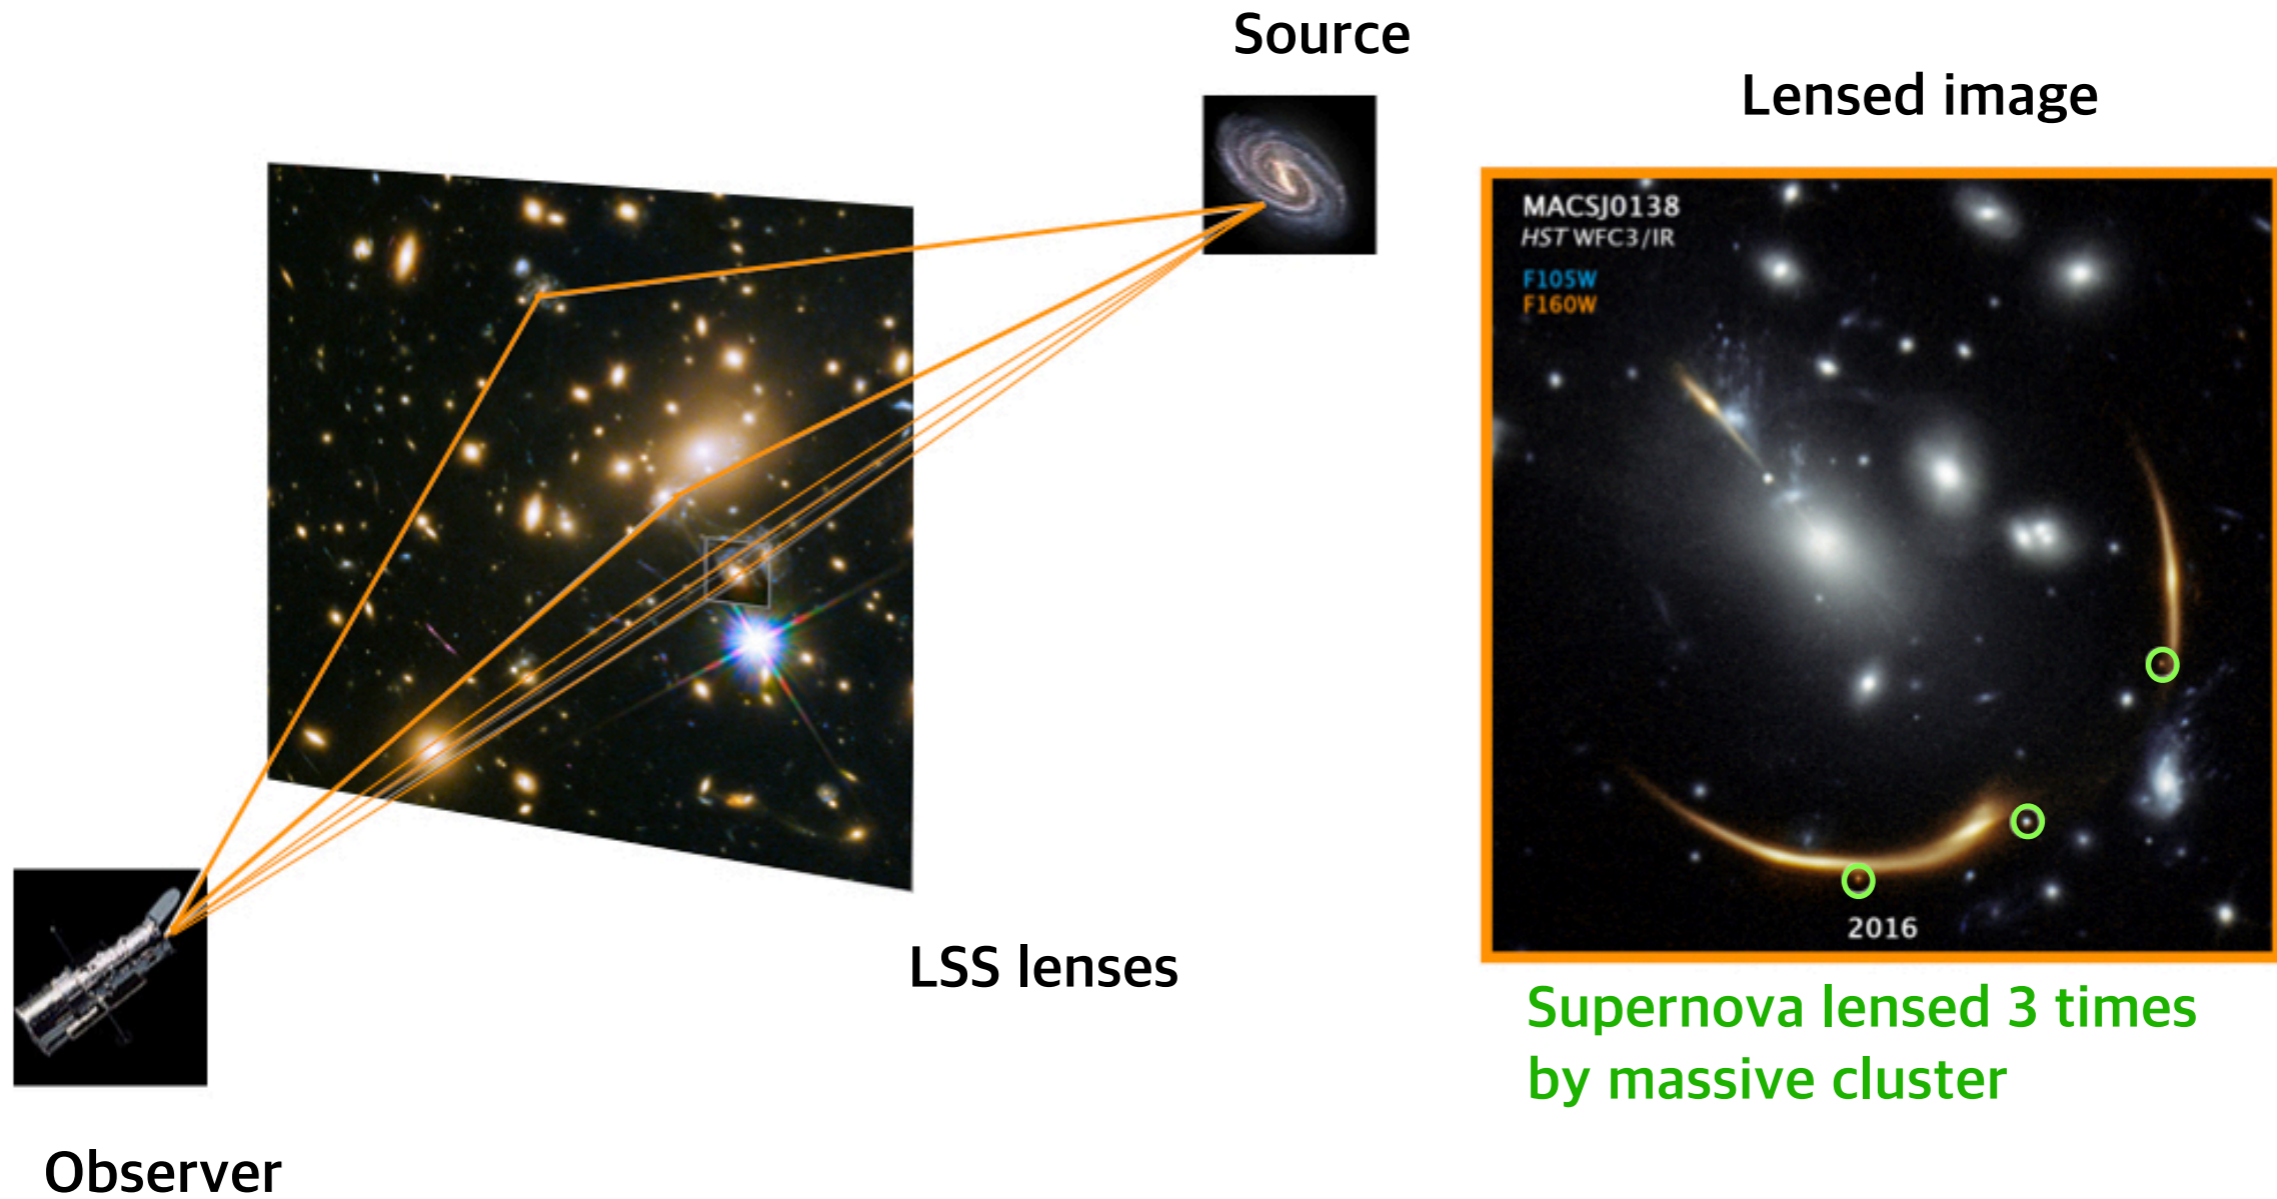 Source
Lensed image
MACSJ0138
HST WFC3/IR
F105W
F160W
2016
LSS lenses
Supernova lensed 3 times
by massive cluster
Observer